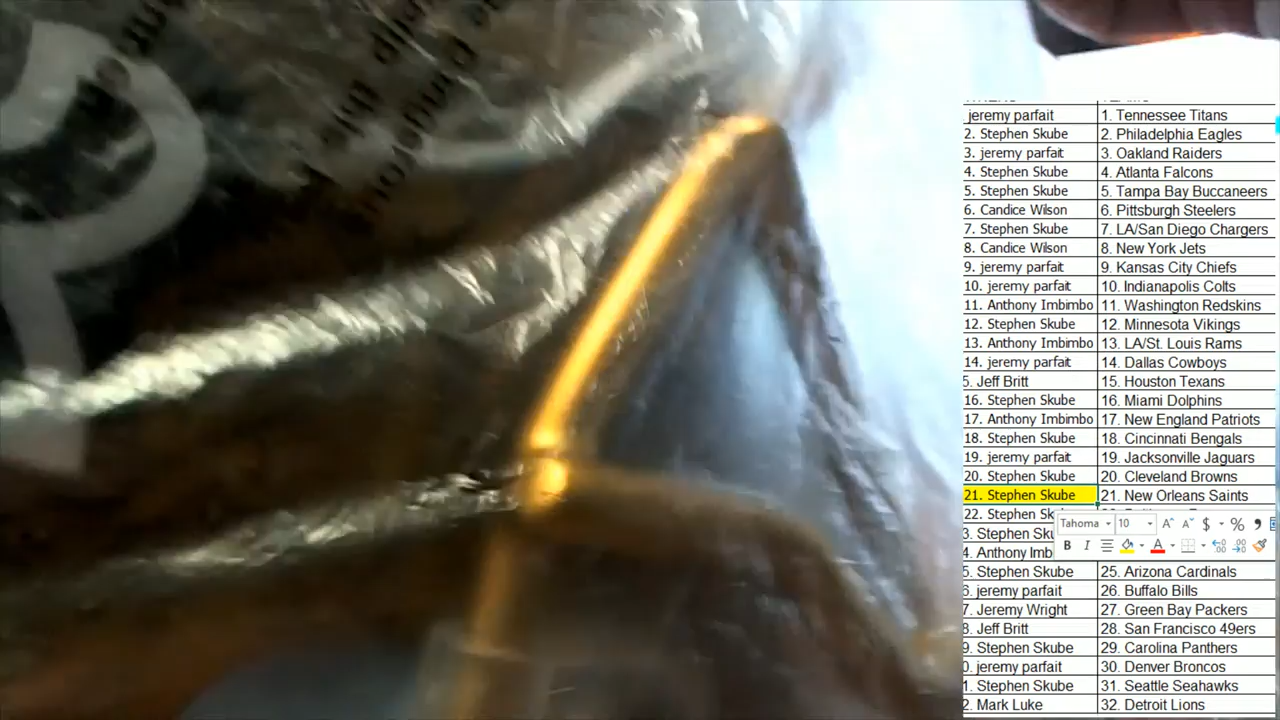 jeremy parfait 1. Tennessee Titans
2. Stephen Skube 2. Philadelphia Eagles
3. jeremy parfait 3. Oakland Raiders
4. Stephen Skube 4. Atlanta Falcons
5. Stephen Skube 5. Tampa Bay Buccaneers
6. Candice Wilson 6. Pittsburgh Steelers
7. Stephen Skube 7. LA/San Diego Chargers
8. Candice Wilson 8. New York Jets
9. jeremy parfait 9. Kansas City Chiefs
10. jeremy parfait 10. Indianapolis Colts
11. Anthony Imbimbo 11. Washington Redskins
12. Stephen Skube 12. Minnesota Vikings
13. Anthony Imbimbo 13. LA/St. Louis Rams
14. jeremy parfait 14. Dallas Cowboys
5. Jeff Britt 15. Houston Texans
16. Stephen Skube 16. Miami Dolphins
17. Anthony Imbimbo 17. New England Patriots
18. Stephen Skube 18. Cincinnati Bengals
19. jeremy parfait 19. Jacksonville Jaguars
20. Stephen Skube 20. Cleveland Browns
21. Stephen Skube 21. New Orleans Saints
22. Stephen Sk
Tahoma 10 A A $ % ,
3. Stephen Sku
B I A
4. Anthony Imb
5. Stephen Skube 25. Arizona Cardinals
6. jeremy parfait 26. Buffalo Bills
7. Jeremy Wright 27. Green Bay Packers
8. Jeff Britt 28. San Francisco 49ers
9. Stephen Skube 29. Carolina Panthers
0. jeremy parfait 30. Denver Broncos
1. Stephen Skube 31. Seattle Seahawks
2. Mark Luke 32. Detroit Lions